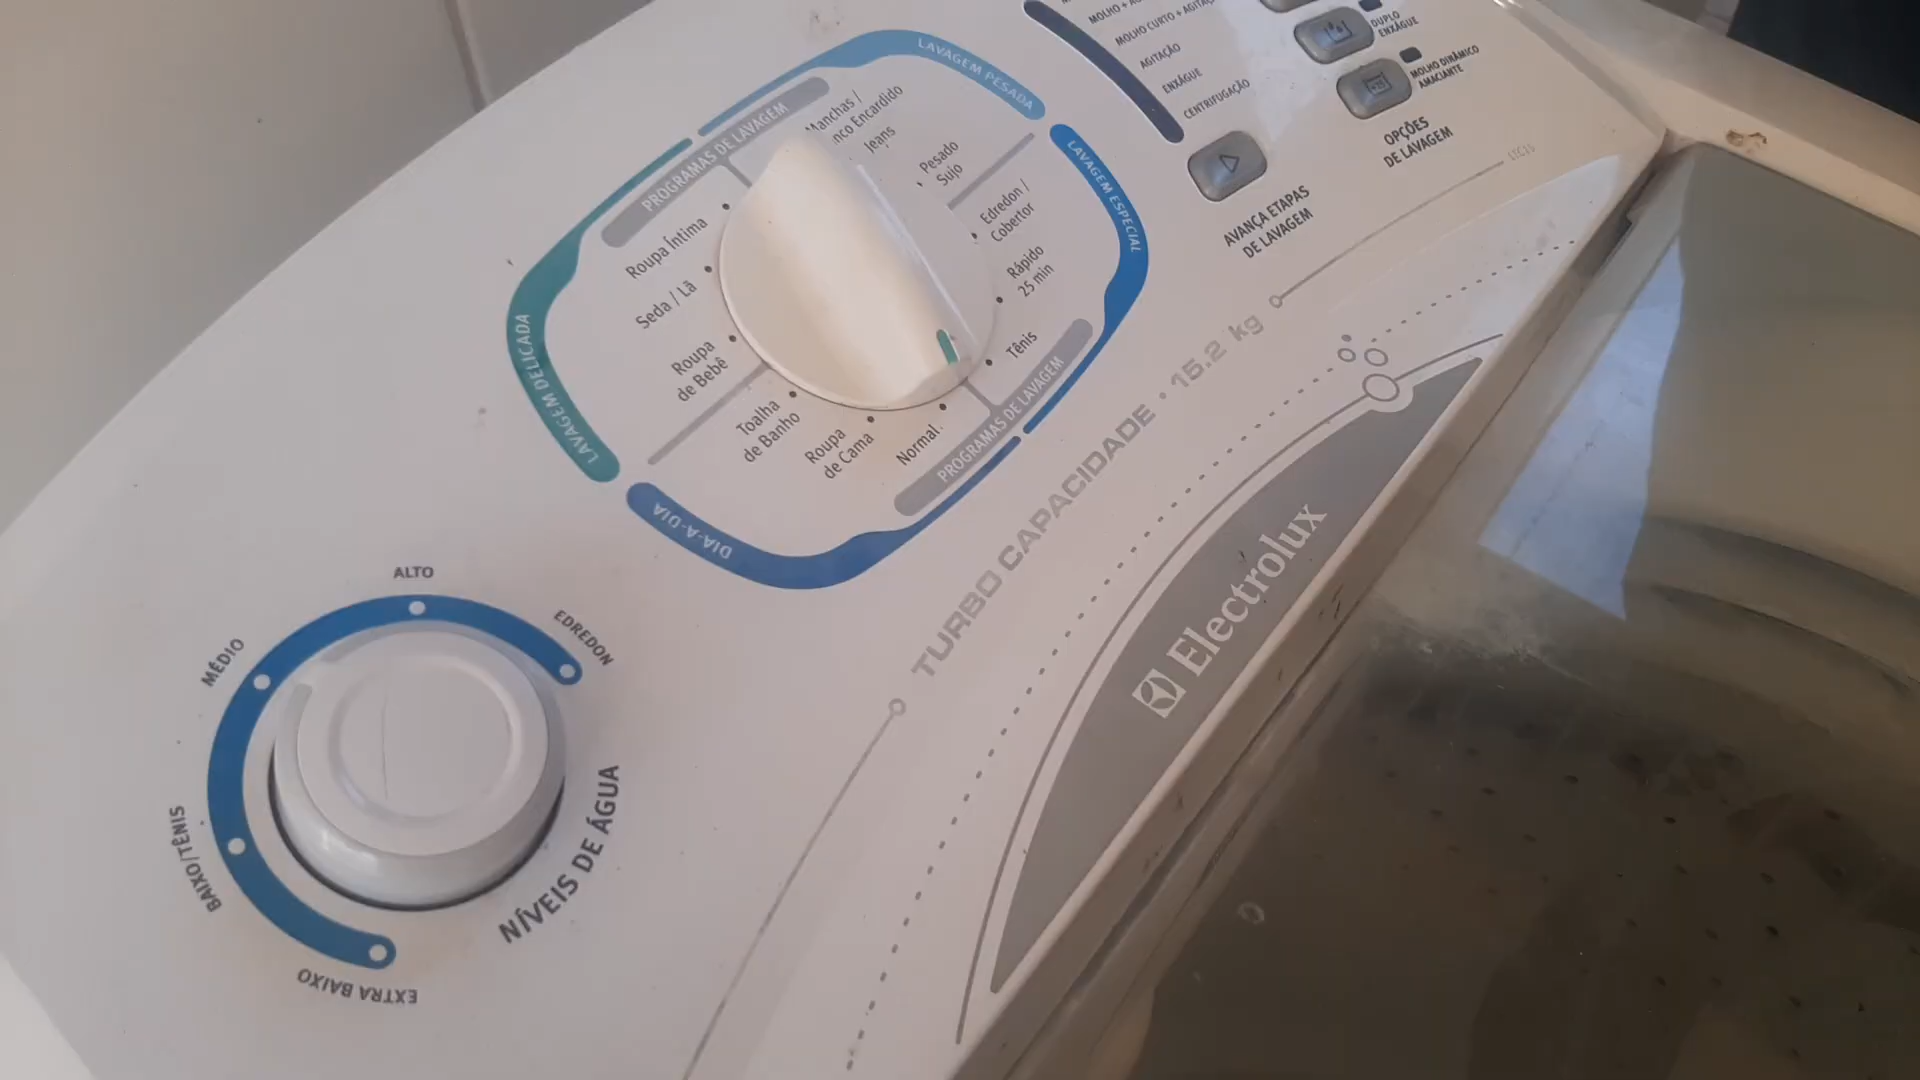 MOLHO CURTO + AGITAÇ
AGITAÇÃO
ENXÁGUE
CENTRIFUGAÇÃO
DUPLO
ENXÁGUE
MOLHO DINÂMICO
AMACIANTE
OPÇÕES
DE LAVAGEM
AVANÇA ETAPAS
DE LAVAGEM
LTC15
LAVAGEM PESADA
PROGRAMAS DE LAVAGEM
Manchas /
nco Encardido
Jeans
Pesado
Sujo
LAVAGEM ESPECIAL
Edredon /
Cobertor
Rápido
25 min
Tênis
PROGRAMAS DE LAVAGEM
LAVAGEM DELICADA
Roupa Íntima
Seda / Lã
Roupa
de Bebê
Toalha
de Banho
Roupa
de Cama
Normal
DIA-A-DIA
TURBO CAPACIDADE · 15.2 kg
Electrolux
ALTO
EDREDON
MÉDIO
BAIXO/TÊNIS
EXTRA BAIXO
NÍVEIS DE ÁGUA